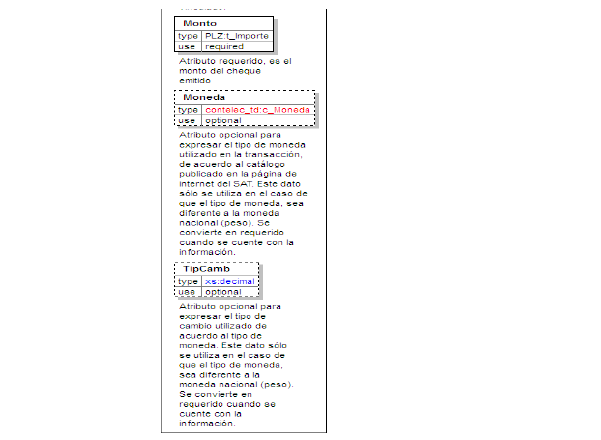 Monto
type PLZ:t_Importe
use required
Atributo requerido, es el
monto del cheque
emitido
Moneda
type contelec_td:c_Moneda
use optional
Atributo opcional para
expresar el tipo de moneda
utilizado en la transacción,
de acuerdo al catálogo
publicado en la página de
internet del SAT. Este dato
sólo se utiliza en el caso de
que el tipo de moneda, sea
diferente a la moneda
nacional (peso). Se
convierte en requerido
cuando se cuente con la
información.
TipCamb
type xs:decimal
use optional
Atributo opcional para
expresar el tipo de
cambio utilizado de
acuerdo al tipo de
moneda. Este dato sólo
se utiliza en el caso de
que el tipo de moneda,
sea diferente a la
moneda nacional (peso).
Se convierte en
requerido cuando se
cuente con la
información.